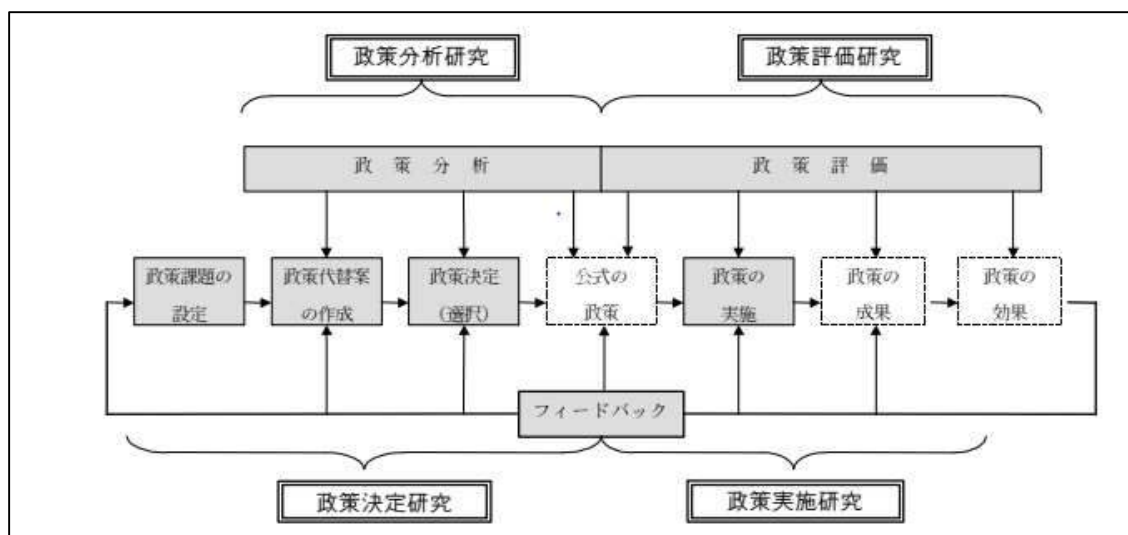 政策分析研究
政策評価研究
政策分析
政策評価
政策課題の
設定
政策代替案
の作成
政策決定
(選択)
公式の
政策
政策の
実施
政策の
成果
政策の
効果
フィードバック
政策決定研究
政策実施研究